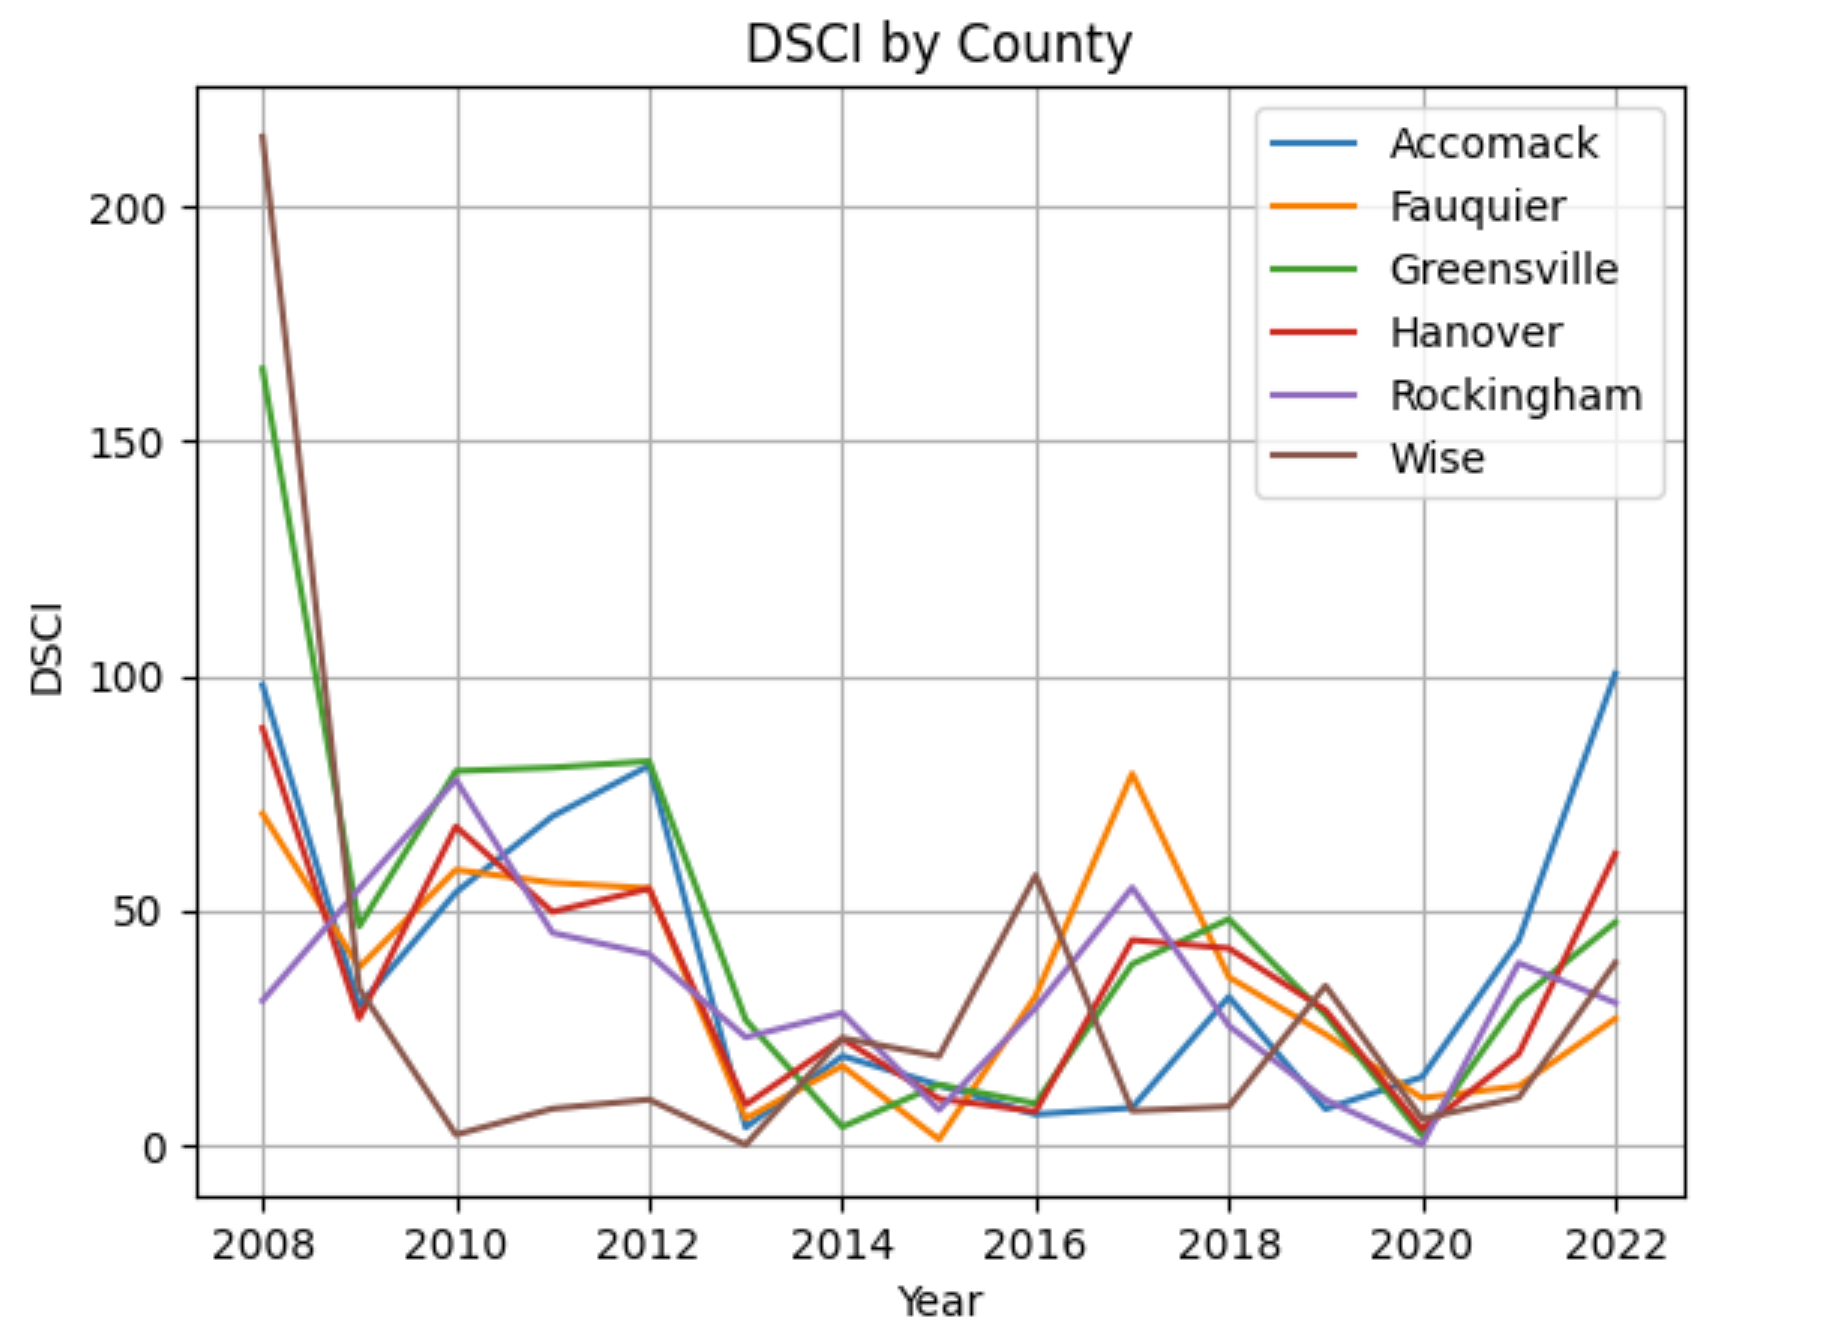 DSCI by County
Accomack
Fauquier
Greensville
Hanover
Rockingham
Wise
200
150
100
50
0
DSCI
2008 2010 2012 2014 2016 2018 2020 2022
Year